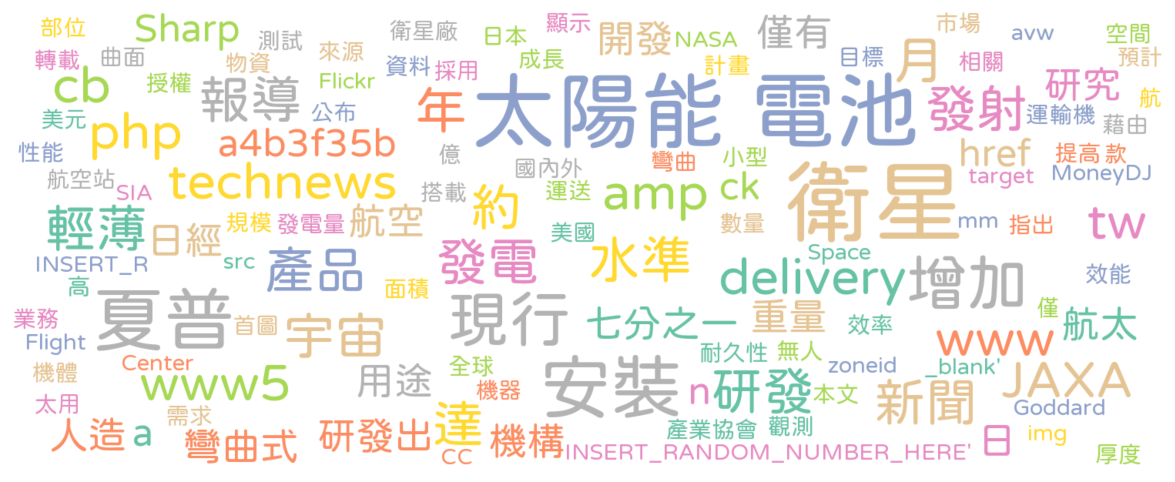 部位 Sharp 測試 衛星廠 日本 顯示 開發 NASA 僅有 市場 avw 空間
轉載 曲面 物資 來源 資料 採用 成長 計畫 目標 月 相關 預計
cb 授權 報導 Flickr 公布 年 太陽能 電池 發射 研究 運輸機 航
美元 php a4b3f35b 億 國內外 彎曲 小型 href 提高 款 藉由
性能 航空站 SIA technews 搭載 運送 約 amp ck 衛星 target MoneyDJ
輕薄 日經 規模 發電量 航空 美國 數量 mm 指出 tw
INSERT_R src 產品 發電 水準 Space delivery 增加 效能
高 面積 夏普 首圖 宇宙 現行 七分之一 重量 效率 僅 航太
業務 Flight Center 全球 耐久性 無人 zoneid www _blank'
機體 www5 用途 機器 安裝 n 研發 本文 新聞 JAXA
太用 需求 Goddard
人造 a 彎曲式 研發出 達 機構 產業協會 觀測 日 img
CC INSERT_RANDOM_NUMBER_HERE' 厚度